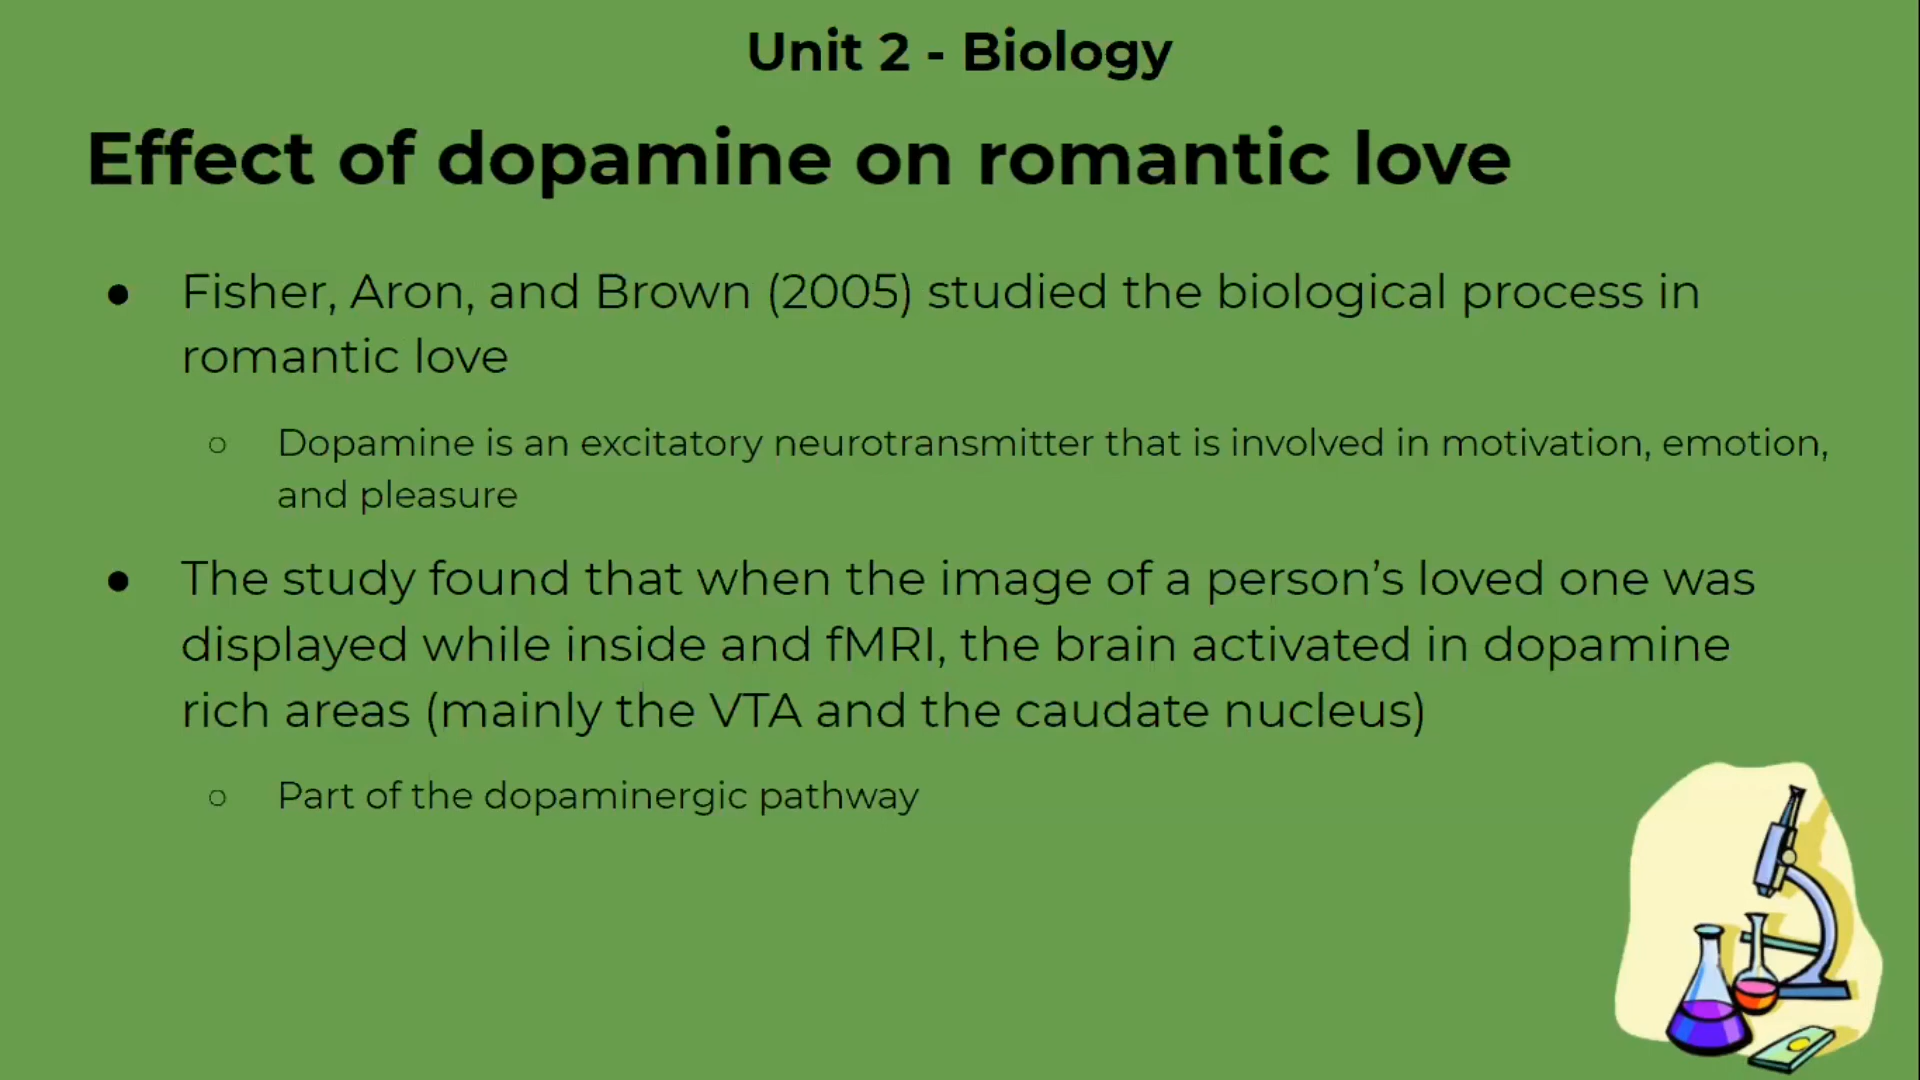 Unit 2 - Biology
Effect of dopamine on romantic love
● Fisher, Aron, and Brown (2005) studied the biological process in
romantic love
○ Dopamine is an excitatory neurotransmitter that is involved in motivation, emotion,
and pleasure
● The study found that when the image of a person’s loved one was
displayed while inside and fMRI, the brain activated in dopamine
rich areas (mainly the VTA and the caudate nucleus)
○ Part of the dopaminergic pathway